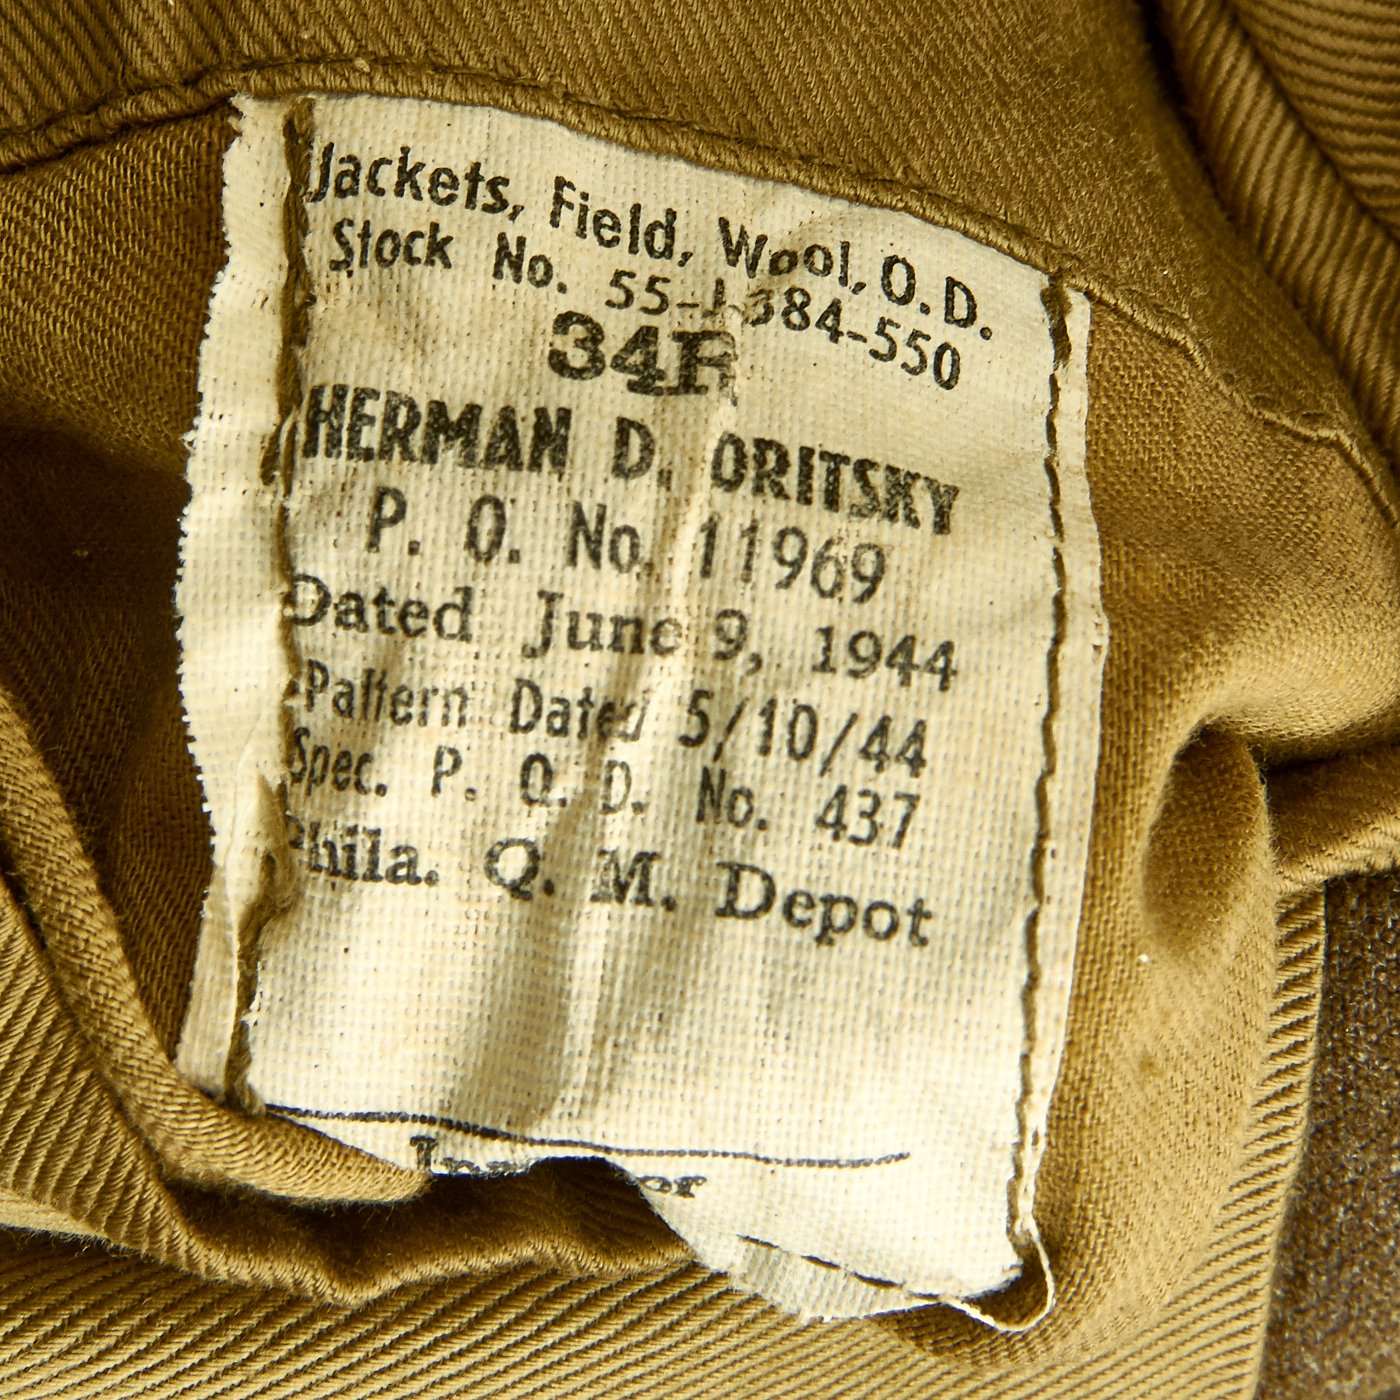 Jackets, Field, Wool, O.D.
Stock No. 55-J-384-550
34R
HERMAN D. ORITSKY
P. O. No. 11969
Dated June 9, 1944
Pattern Dated 5/10/44
Spec. P. Q. D. No. 437
Phila. Q. M. Depot